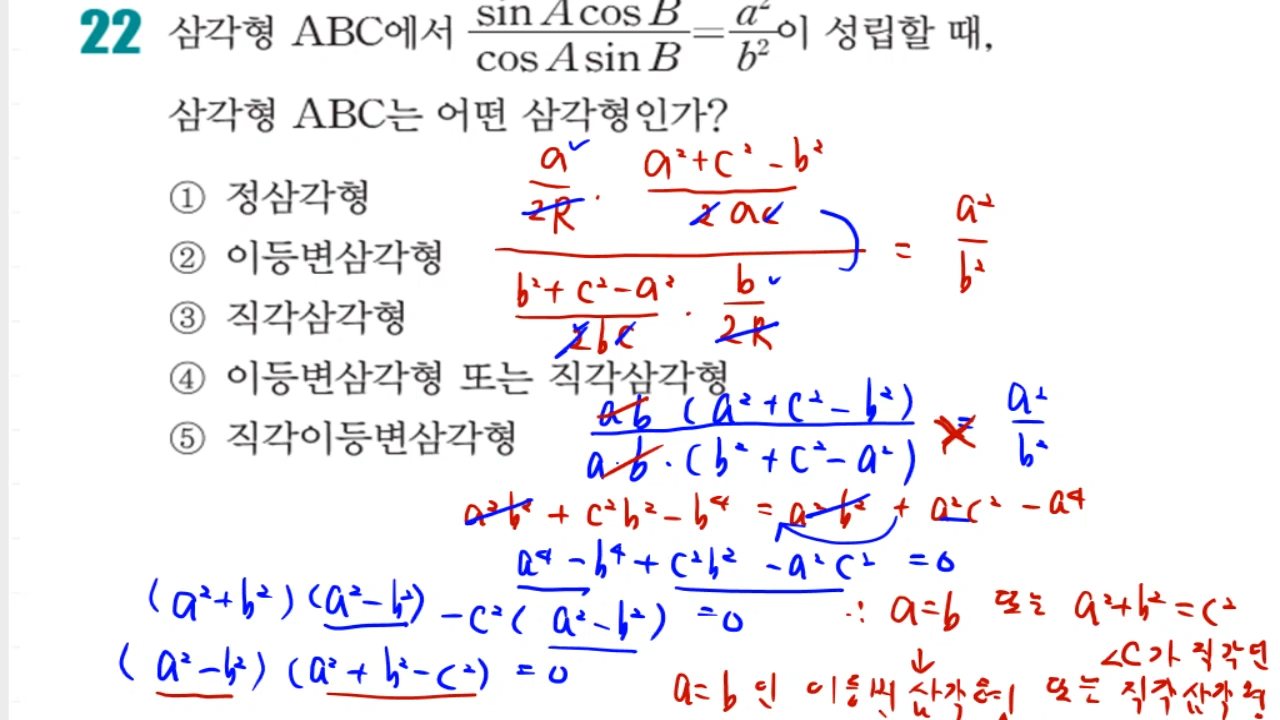 22 삼각형 ABC에서 sin A cos B / cos A sin B = a²/b² 이 성립할 때,
삼각형 ABC는 어떤 삼각형인가?
① 정삼각형
② 이등변삼각형
③ 직각삼각형
④ 이등변삼각형 또는 직각삼각형
⑤ 직각이등변삼각형
a/2R · (a²+c²-b²)/2ac
/ (b²+c²-a²)/2bc · b/2R = a²/b²
ab(a²+c²-b²) / a·b·(b²+c²-a²) = a²/b²
a²b² + c²b² - b⁴ = a²b² + a²c² - a⁴
a⁴ - b⁴ + c²b² - a²c² = 0
(a²+b²)(a²-b²) - c²(a²-b²) = 0
(a²-b²)(a²+b²-c²) = 0
∴ a=b 또는 a²+b²=c²
∠C가 직각인
a=b 인 이등변삼각형 또는 직각삼각형